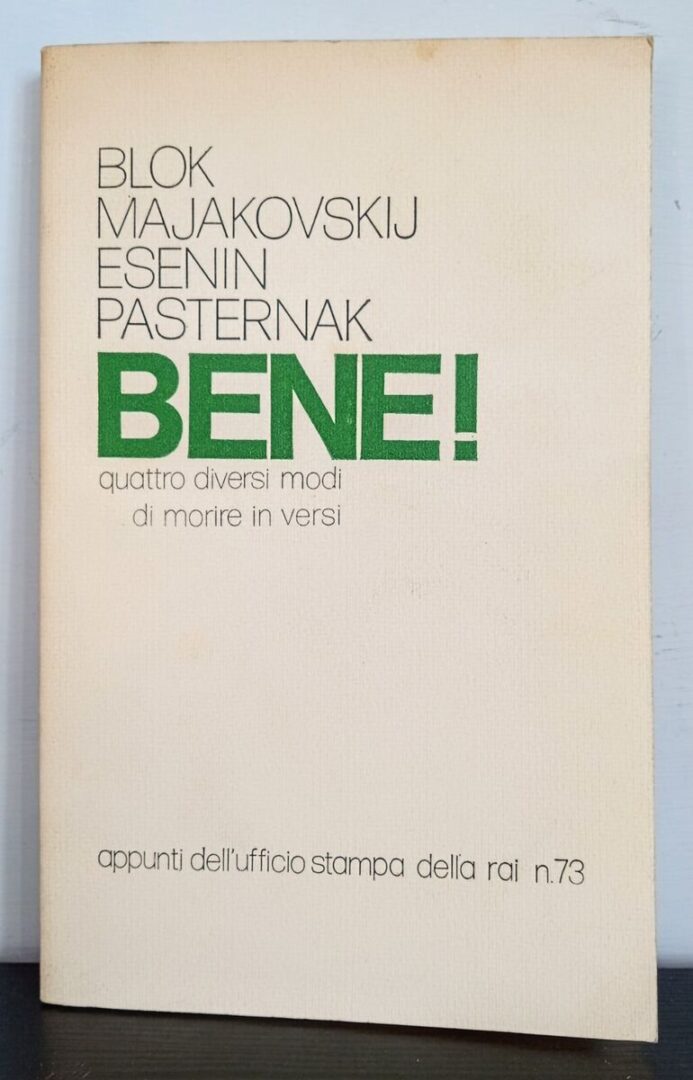 BLOK
MAJAKOVSKIJ
ESENIN
PASTERNAK
BENE!
quattro diversi modi
di morire in versi
appunti dell'ufficio stampa della rai n.73